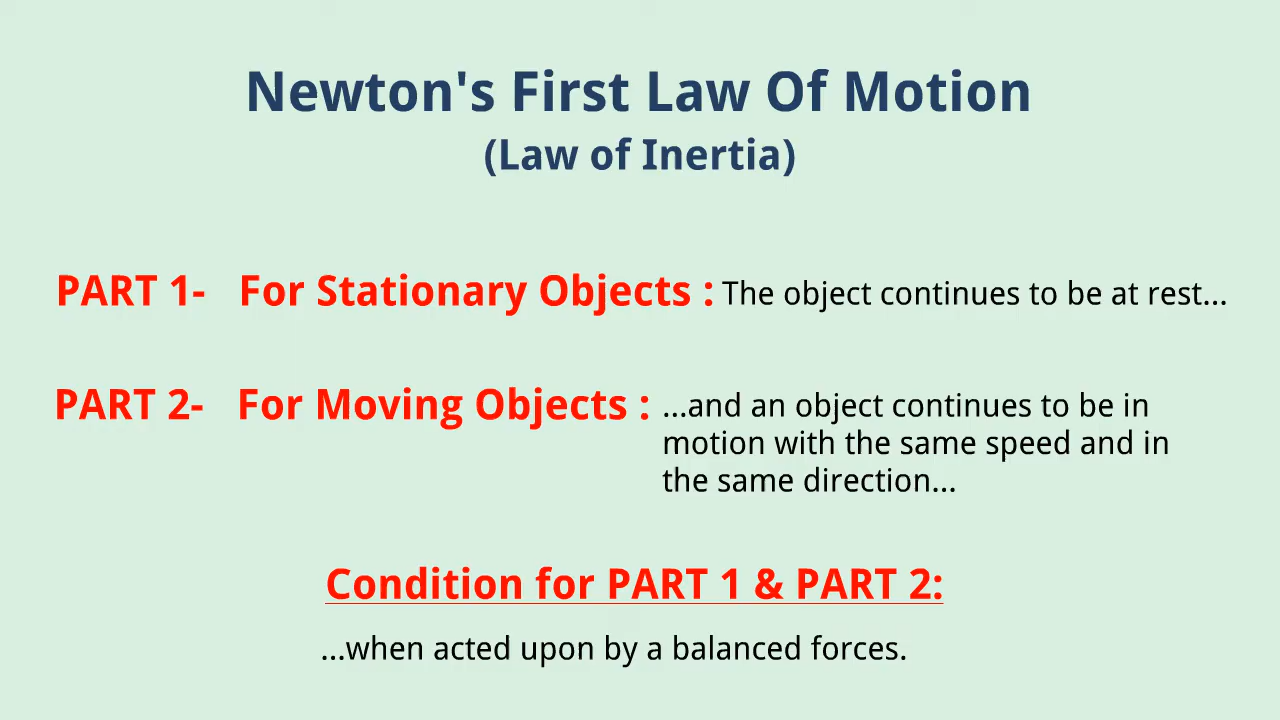 Newton's First Law Of Motion
(Law of Inertia)
PART 1- For Stationary Objects : The object continues to be at rest...
PART 2- For Moving Objects : ...and an object continues to be in
motion with the same speed and in
the same direction...
Condition for PART 1 & PART 2:
...when acted upon by a balanced forces.